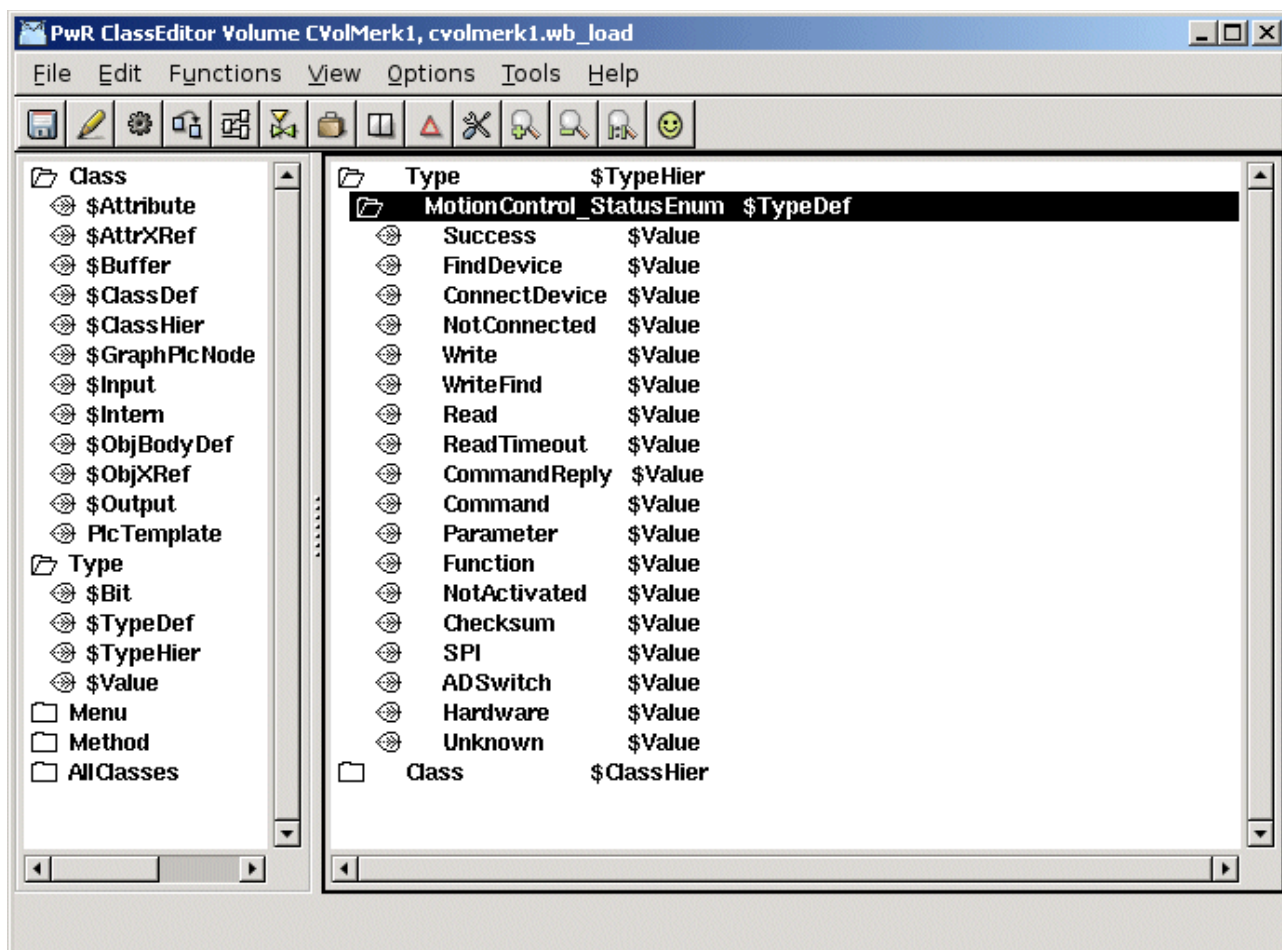 PwR ClassEditor Volume CVolMerk1, cvolmerk1.wb_load
File Edit Functions View Options Tools Help
Class
$Attribute
$AttrXRef
$Buffer
$ClassDef
$ClassHier
$GraphPlcNode
$Input
$Intern
$ObjBodyDef
$ObjXRef
$Output
PlcTemplate
Type
$Bit
$TypeDef
$TypeHier
$Value
Menu
Method
AllClasses
Type $TypeHier
MotionControl_StatusEnum $TypeDef
Success $Value
FindDevice $Value
ConnectDevice $Value
NotConnected $Value
Write $Value
WriteFind $Value
Read $Value
ReadTimeout $Value
CommandReply $Value
Command $Value
Parameter $Value
Function $Value
NotActivated $Value
Checksum $Value
SPI $Value
ADSwitch $Value
Hardware $Value
Unknown $Value
Class $ClassHier